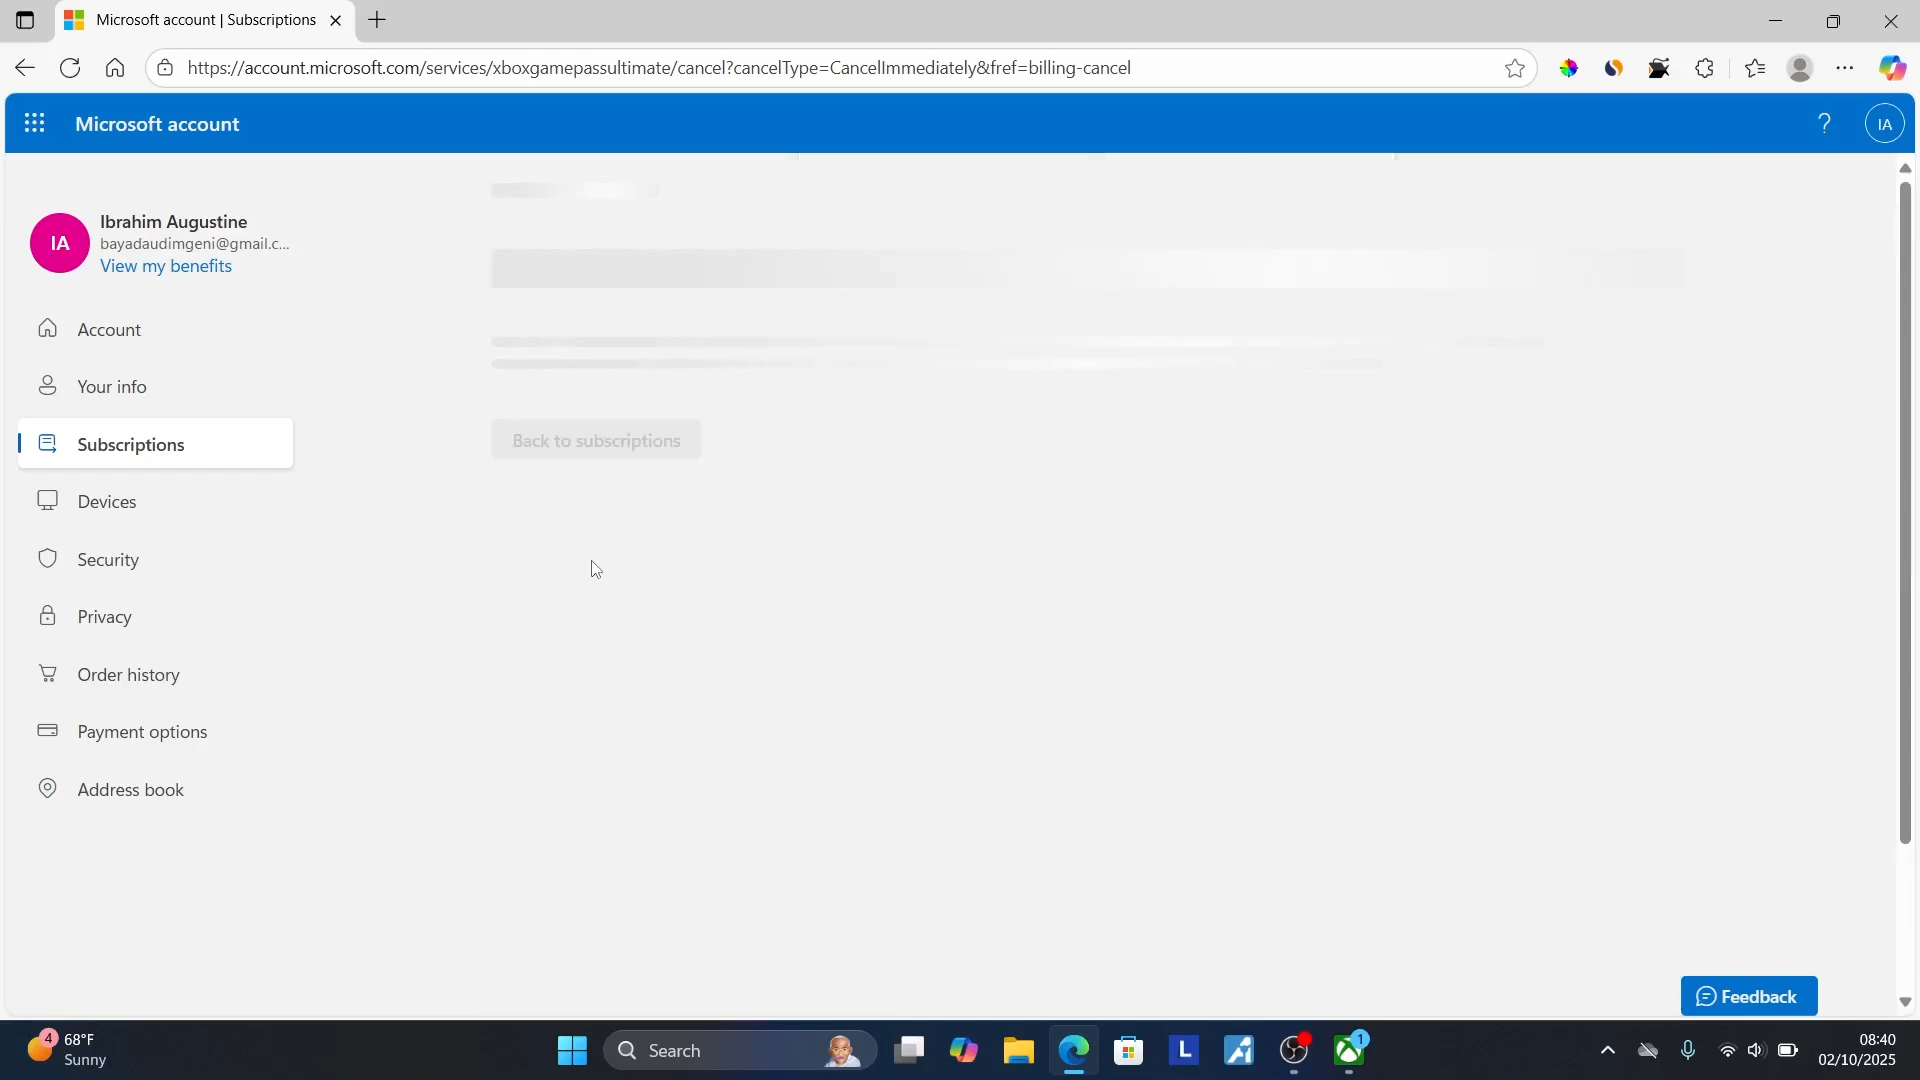 Microsoft account | Subscriptions
https://account.microsoft.com/services/xboxgamepassultimate/cancel?cancelType=CancelImmediately&fref=billing-cancel
Microsoft account
?
IA
IA
Ibrahim Augustine
bayadaudimgeni@gmail.c...
View my benefits
Account
Your info
Subscriptions
Devices
Security
Privacy
Order history
Payment options
Address book
Back to subscriptions
Feedback
4
68°F
Sunny
Search
L
1
08:40
02/10/2025